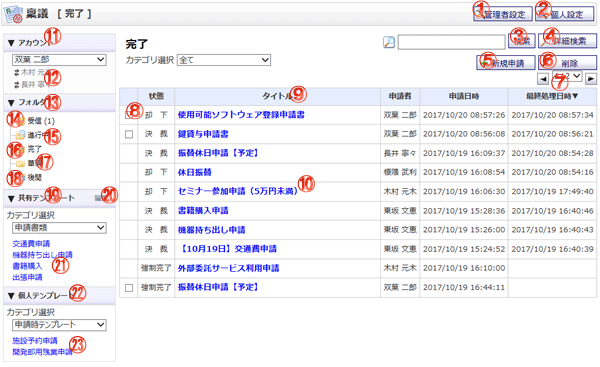 稟議 [ 完了 ]
① 管理者設定 ② 個人設定
⑪ ▼ アカウント
双葉 二郎
木村 元 ⑫
長井 寧々
⑬ ▼ フォルダ
⑭ 受信 (1)
進行中 ⑮
⑯ 完了
草 ⑰
⑱ 後閲
⑲ ▼ 共有テンプレート ⑳
カテゴリ選択
申請書類
交通費申請
機器持ち出し申請
書籍購入 ㉑
出張申請
▼ 個人テンプレート ㉒
カテゴリ選択
申請時テンプレート
施設予約申請
開発部用残業申請 ㉓
完了
③ 検索 ④ 詳細検索
カテゴリ選択 全て
⑤ 新規申請 ⑥ 削除
⑦
⑧
状態 タイトル ⑨ 申請者 申請日時 最終処理日時▼
却 下 使用可能ソフトウェア登録申請書 双葉 二郎 2017/10/20 08:57:26 2017/10/20 08:57:34
決 裁 鍵貸与申請書 双葉 二郎 2017/10/20 08:56:08 2017/10/20 08:56:21
決 裁 振替休日申請【予定】 長井 寧々 2017/10/19 16:09:37 2017/10/20 08:54:28
却 下 休日振替 榎隈 武利 2017/10/19 16:08:54 2017/10/20 08:54:16
却 下 セミナー参加申請(5万円未満) ⑩ 木村 元木 2017/10/19 16:06:30 2017/10/19 17:49:40
決 裁 書籍購入申請 東坂 文恵 2017/10/19 15:28:36 2017/10/19 16:40:46
決 裁 機器持ち出し申請 東坂 文恵 2017/10/19 15:26:00 2017/10/19 16:40:43
決 裁 【10月19日】交通費申請 東坂 文恵 2017/10/19 15:24:52 2017/10/19 16:40:39
強制完了 外部委託サービス利用申請 木村 元木 2017/10/19 16:10:00
強制完了 振替休日申請【予定】 双葉 二郎 2017/10/19 16:44:11